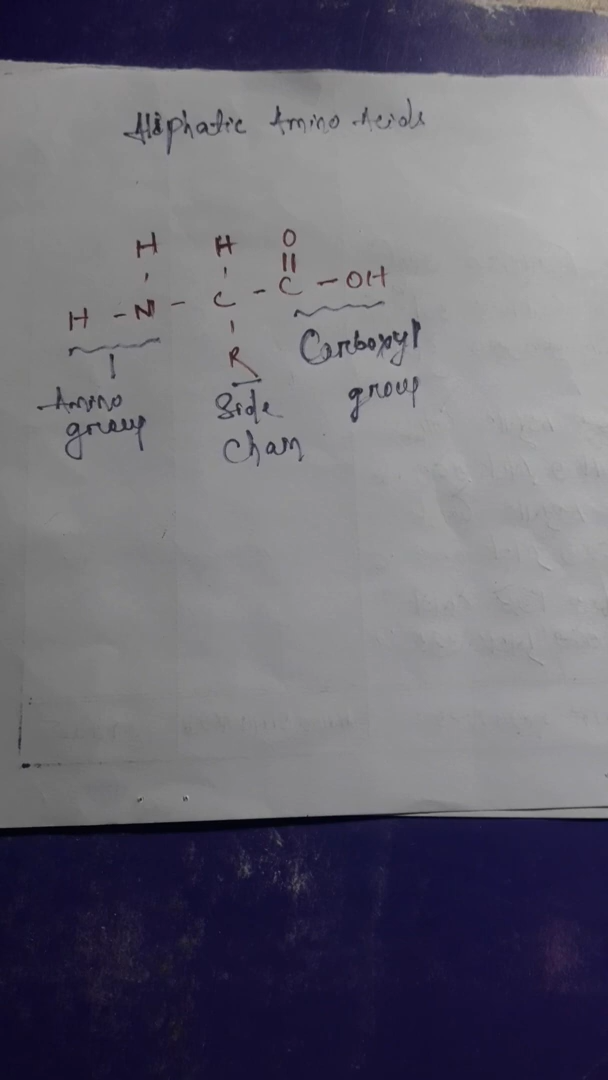 Aliphatic Amino Acids
H H O
||
H - N - C - C - OH
R
Amino group
Side Chain
Carboxyl group